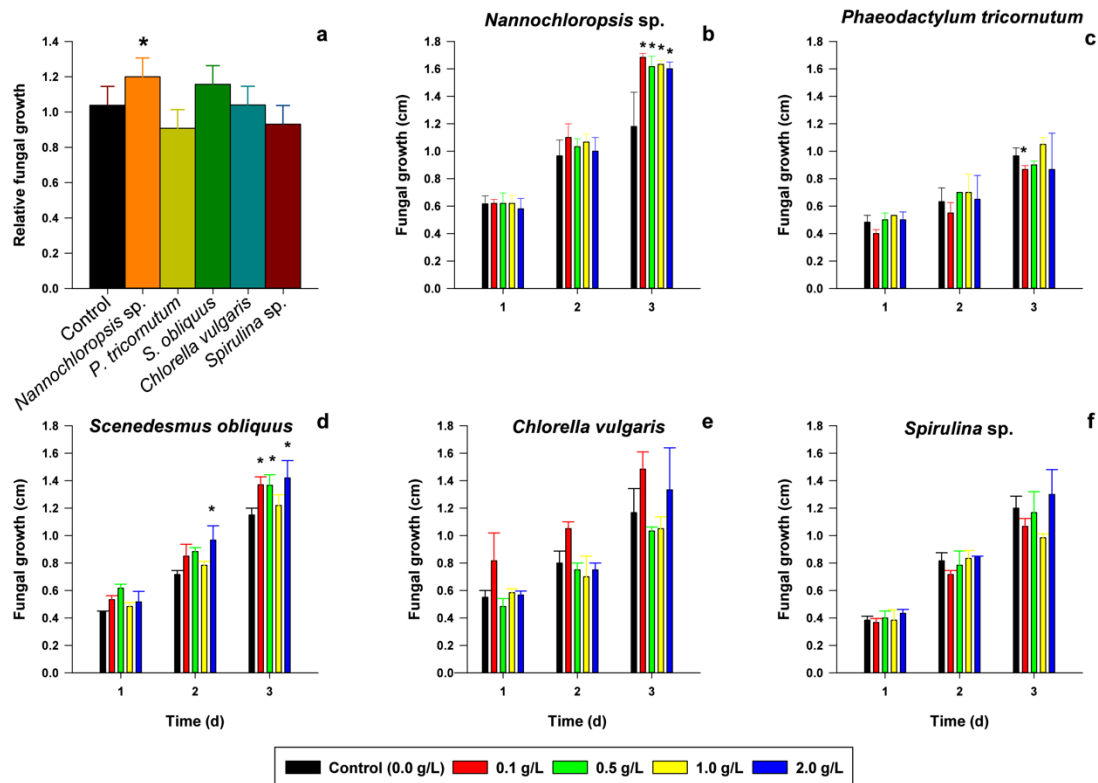 a
Relative fungal growth
1.4
1.2
1.0
0.8
0.6
0.4
0.2
0.0
*
Control
Nannochloropsis sp.
P. tricornutum
S. obliquus
Chlorella vulgaris
Spirulina sp.
Nannochloropsis sp.
b
Fungal growth (cm)
1.8
1.6
1.4
1.2
1.0
0.8
0.6
0.4
0.2
0.0
* * * *
1 2 3
Phaeodactylum tricornutum
c
Fungal growth (cm)
1.8
1.6
1.4
1.2
1.0
0.8
0.6
0.4
0.2
0.0
*
1 2 3
Scenedesmus obliquus
d
Fungal growth (cm)
1.8
1.6
1.4
1.2
1.0
0.8
0.6
0.4
0.2
0.0
*
* * *
1 2 3
Time (d)
Chlorella vulgaris
e
Fungal growth (cm)
1.8
1.6
1.4
1.2
1.0
0.8
0.6
0.4
0.2
0.0
1 2 3
Time (d)
Spirulina sp.
f
Fungal growth (cm)
1.8
1.6
1.4
1.2
1.0
0.8
0.6
0.4
0.2
0.0
1 2 3
Time (d)
Control (0.0 g/L) 0.1 g/L 0.5 g/L 1.0 g/L 2.0 g/L